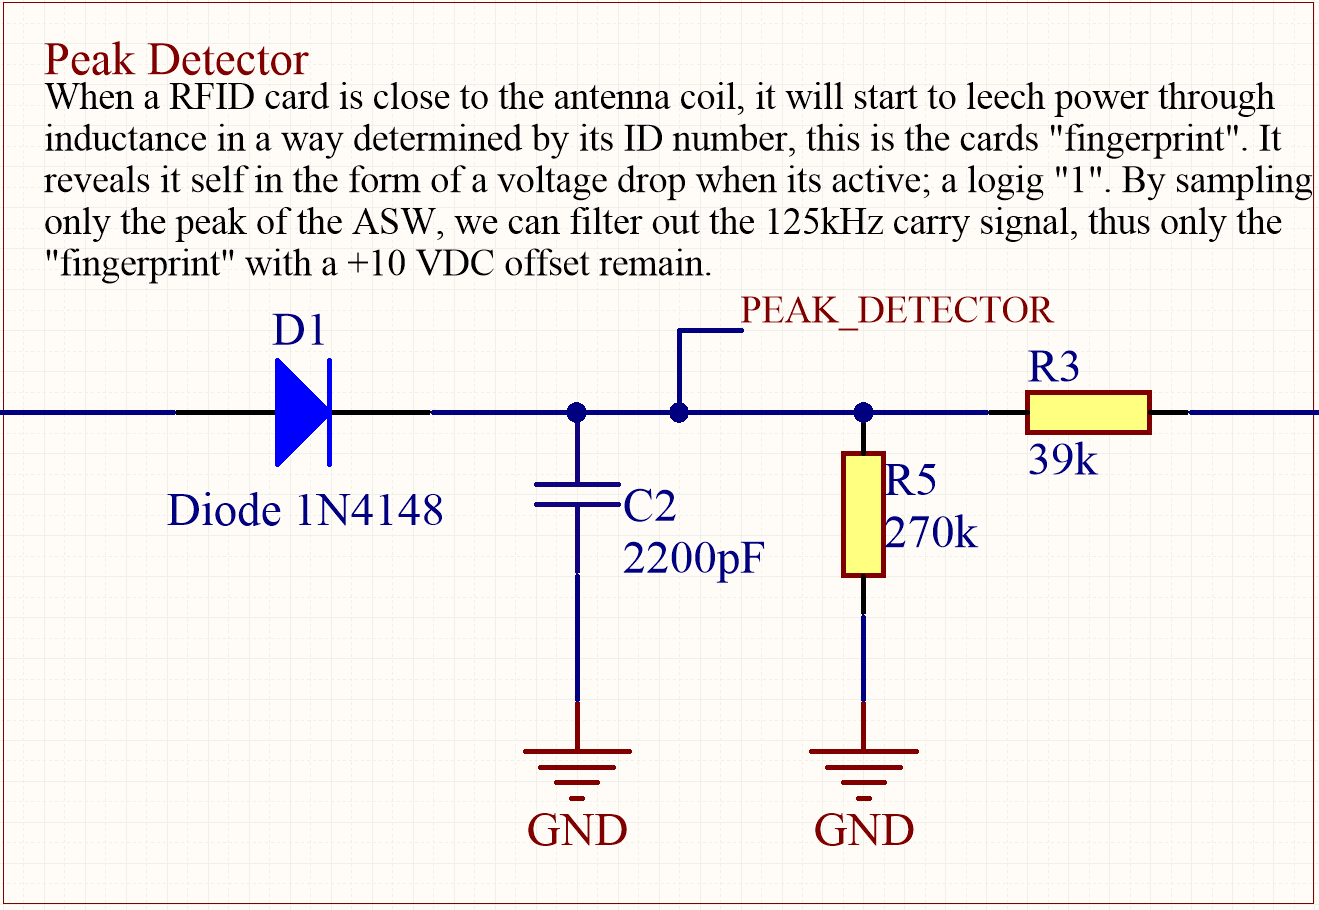 Peak Detector
When a RFID card is close to the antenna coil, it will start to leech power through
inductance in a way determined by its ID number, this is the cards "fingerprint". It
reveals it self in the form of a voltage drop when its active; a logig "1". By sampling
only the peak of the ASW, we can filter out the 125kHz carry signal, thus only the
"fingerprint" with a +10 VDC offset remain.
PEAK_DETECTOR
D1
R3
39k
R5
270k
Diode 1N4148
C2
2200pF
GND
GND